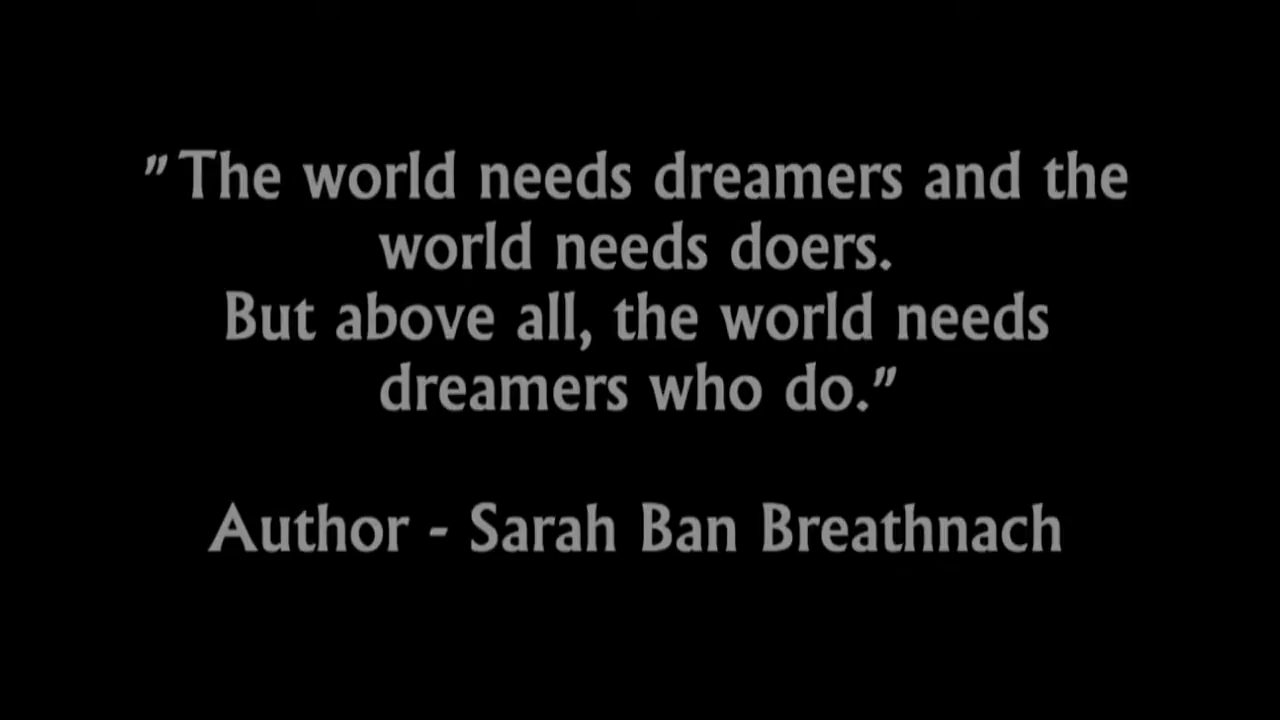 "The world needs dreamers and the
world needs doers.
But above all, the world needs
dreamers who do."
Author - Sarah Ban Breathnach